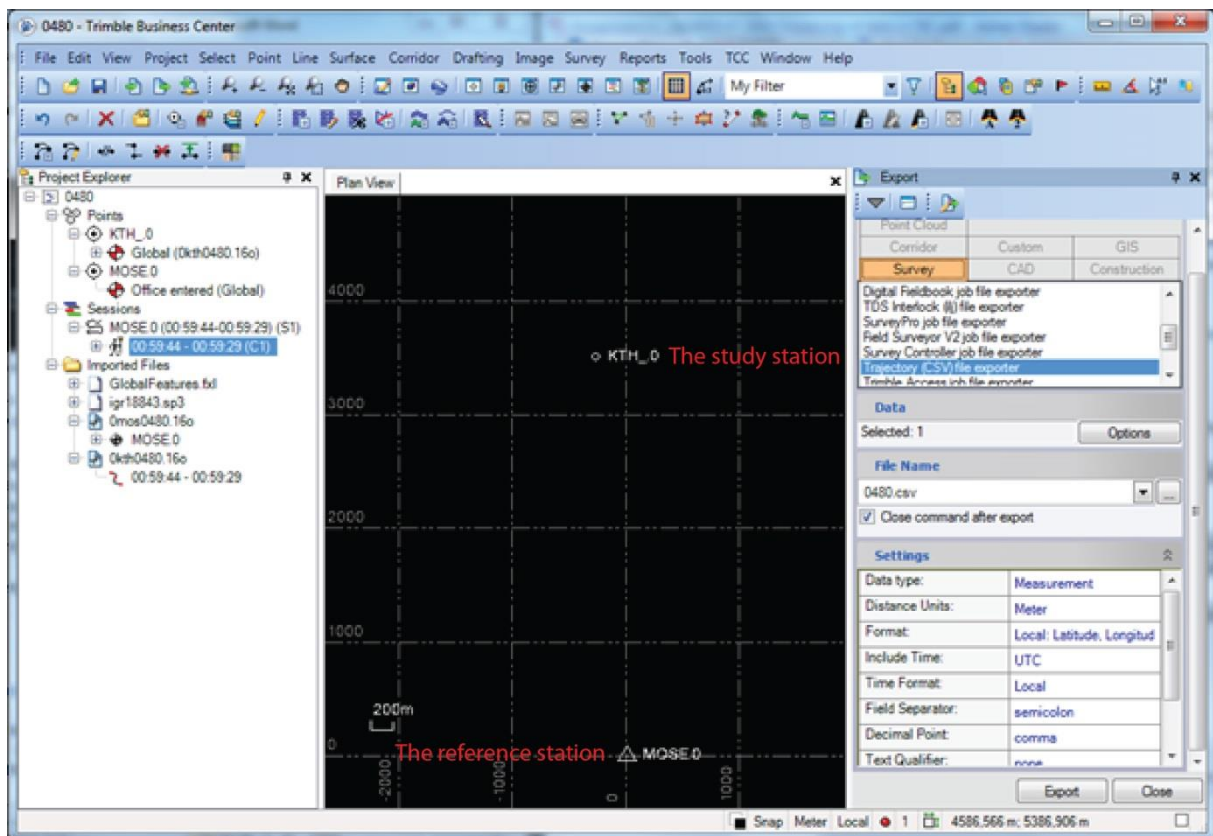 0480 - Trimble Business Center
File Edit View Project Select Point Line Surface Corridor Drafting Image Survey Reports Tools TCC Window Help
My Filter
Project Explorer
0480
Points
KTH_.0
Global (0kth0480.16o)
MOSE.0
Office entered (Global)
Sessions
MOSE.0 (00:59:44-00:59:29) (S1)
00:59:44 - 00:59:29 (C1)
Imported Files
GlobalFeatures.fxl
igr18843.sp3
0mos0480.16o
MOSE.0
0kth0480.16o
00:59:44 - 00:59:29
Plan View
4000
KTH_.0 The study station
3000
2000
1000
200m
0
The reference station MOSE.0
-2000
-1000
0
1000
Export
Point Cloud
Corridor Custom GIS
Survey CAD Construction
Digital Fieldbook job file exporter
TDS Interlock (ilj) file exporter
SurveyPro job file exporter
Field Surveyor V2 job file exporter
Survey Controller job file exporter
Trajectory (CSV) file exporter
Trimble Access job file exporter
Data
Selected: 1 Options
File Name
0480.csv ...
Close command after export
Settings
Data type: Measurement
Distance Units: Meter
Format: Local: Latitude, Longitud
Include Time: UTC
Time Format: Local
Field Separator: semicolon
Decimal Point: comma
Text Qualifier: none
Export Close
Snap Meter Local 1 4586,566 m; 5386,906 m